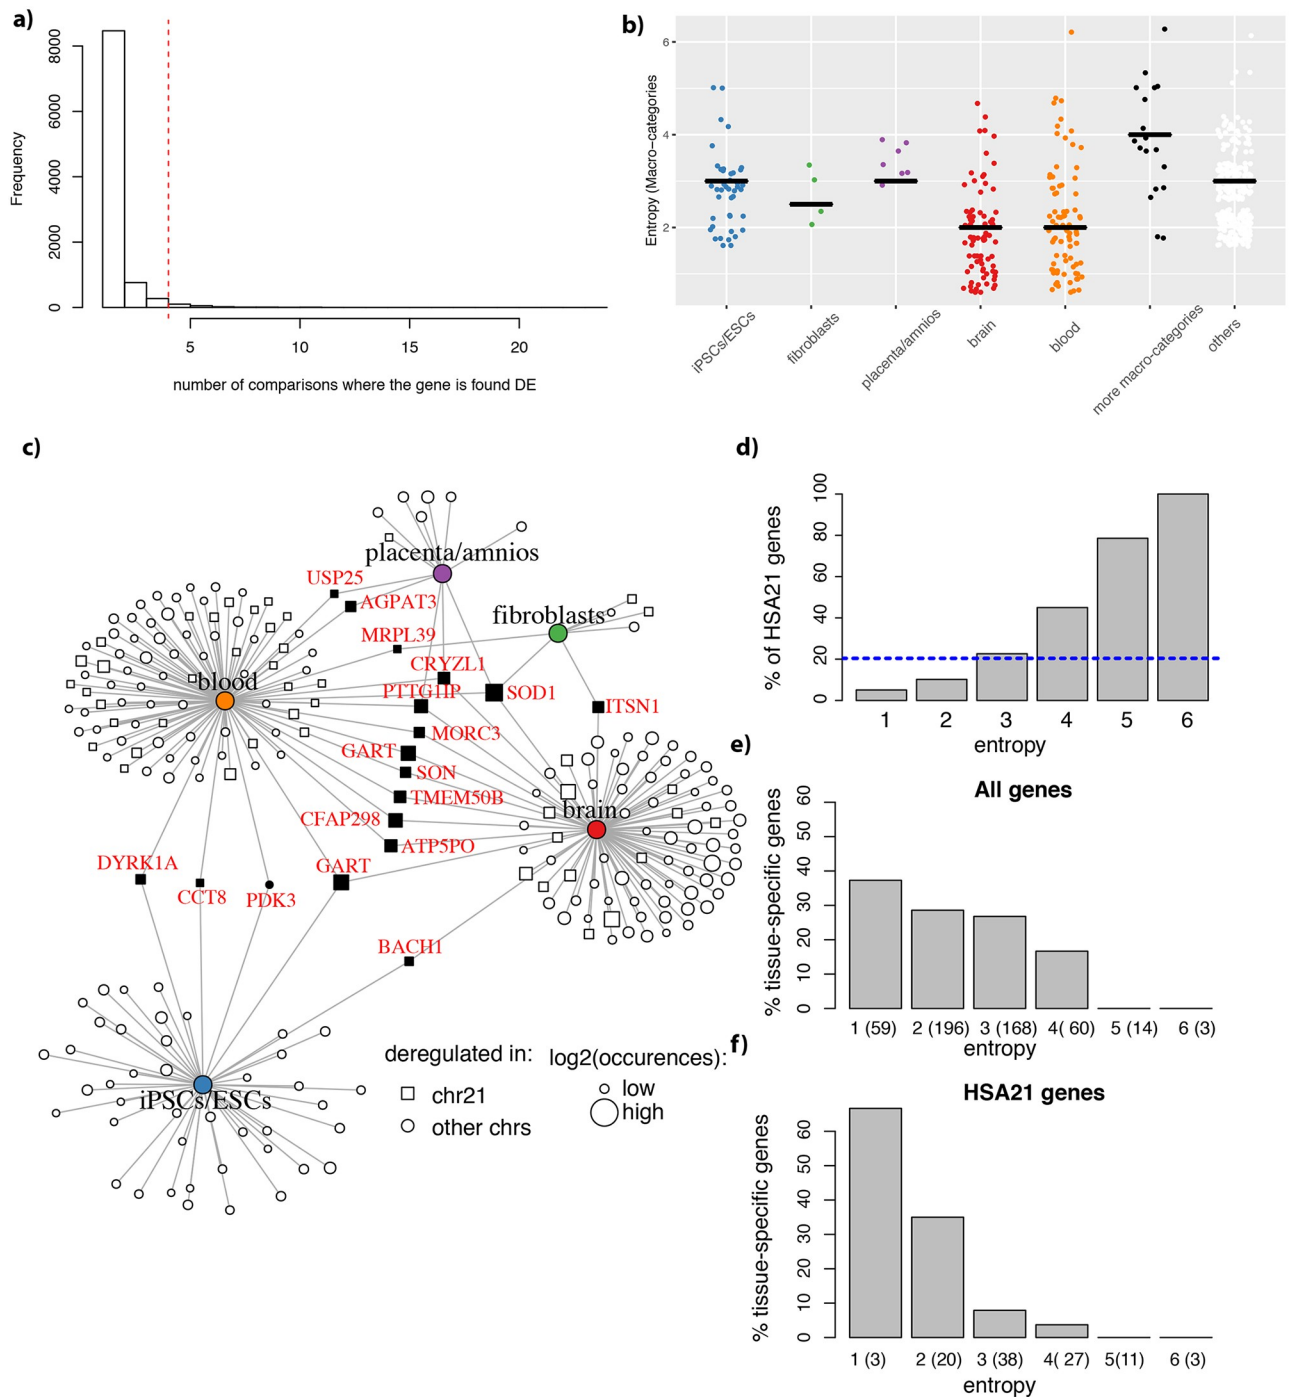 a)
Frequency
0
2000
4000
6000
8000
5
10
15
20
number of comparisons where the gene is found DE
b)
Entropy (Macro−categories
6
4
2
iPSCs/ESCs
fibroblasts
placenta/amnios
brain
blood
more macro-categories
others
c)
placenta/amnios
USP25
AGPAT3
fibroblasts
MRPL39
CRYZL1
blood
PTTG1IP
SOD1
ITSN1
MORC3
GART
SON
TMEM50B
brain
CFAP298
ATP5PO
DYRK1A
GART
CCT8
PDK3
BACH1
iPSCs/ESCs
deregulated in:
chr21
other chrs
log2(occurences):
low
high
d)
% of HSA21 genes
0
20
40
60
80
100
1
2
3
4
5
6
entropy
e)
All genes
% tissue-specific genes
0
10
20
30
40
50
60
1 (59)
2 (196)
3 (168)
4( 60)
5 (14)
6 (3)
entropy
f)
HSA21 genes
% tissue-specific genes
0
10
20
30
40
50
60
1 (3)
2 (20)
3 (38)
4( 27)
5(11)
6 (3)
entropy